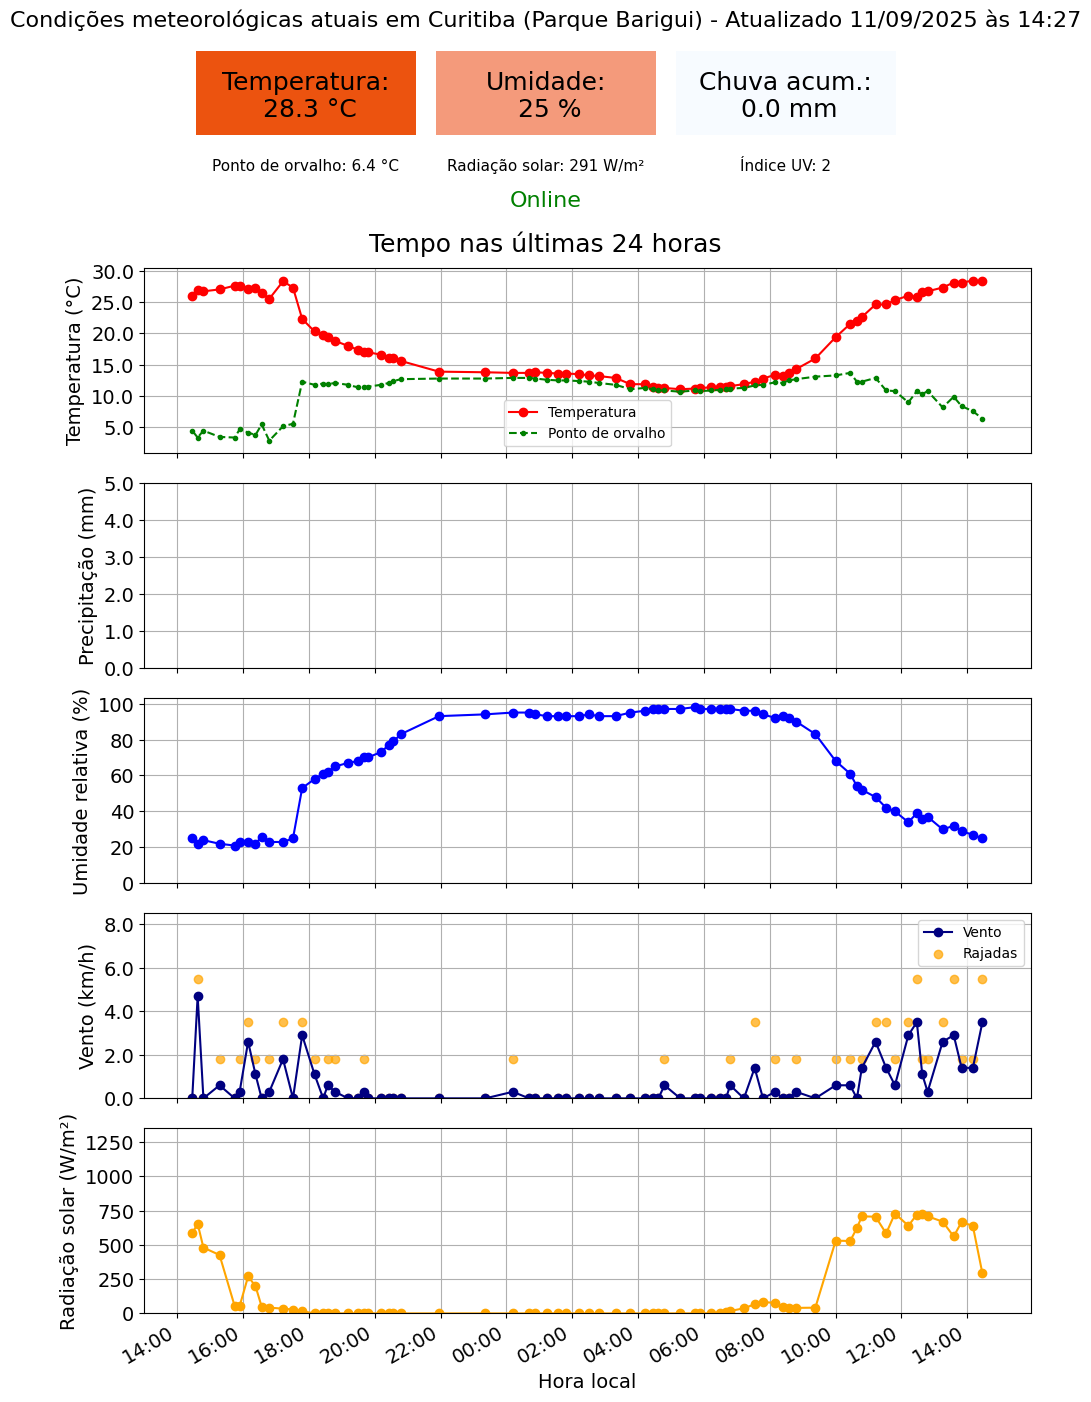 Condições meteorológicas atuais em Curitiba (Parque Barigui) - Atualizado 11/09/2025 às 14:27
Temperatura:
28.3 °C
Umidade:
25 %
Chuva acum.:
0.0 mm
Ponto de orvalho: 6.4 °C
Radiação solar: 291 W/m²
Índice UV: 2
Online
Tempo nas últimas 24 horas
Temperatura (°C)
30.0
25.0
20.0
15.0
10.0
5.0
Temperatura
Ponto de orvalho
Precipitação (mm)
5.0
4.0
3.0
2.0
1.0
0.0
Umidade relativa (%)
100
80
60
40
20
0
Vento (km/h)
8.0
6.0
4.0
2.0
0.0
Vento
Rajadas
Radiação solar (W/m²)
1250
1000
750
500
250
0
14:00 16:00 18:00 20:00 22:00 00:00 02:00 04:00 06:00 08:00 10:00 12:00 14:00
Hora local